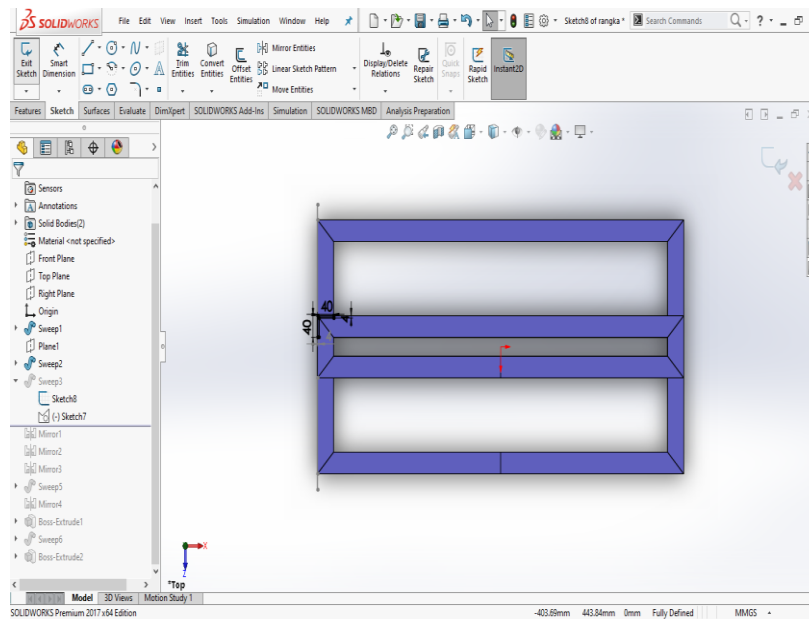 SOLIDWORKS File Edit View Insert Tools Simulation Window Help Sketch8 of rangka * Search Commands
Exit Sketch Smart Dimension Trim Entities Convert Entities Offset Entities Mirror Entities Linear Sketch Pattern Move Entities Display/Delete Relations Repair Sketch Quick Snaps Rapid Sketch Instant2D
Features Sketch Surfaces Evaluate DimXpert SOLIDWORKS Add-Ins Simulation SOLIDWORKS MBD Analysis Preparation
Sensors
Annotations
Solid Bodies(2)
Material <not specified>
Front Plane
Top Plane
Right Plane
Origin
Sweep1
Plane1
Sweep2
Sweep3
Sketch8
(-) Sketch7
Mirror1
Mirror2
Mirror3
Sweep5
Mirror4
Boss-Extrude1
Sweep6
Boss-Extrude2
40
4
40
X
Z
*Top
Model 3D Views Motion Study 1
SOLIDWORKS Premium 2017 x64 Edition -403.69mm 443.84mm 0mm Fully Defined MMGS